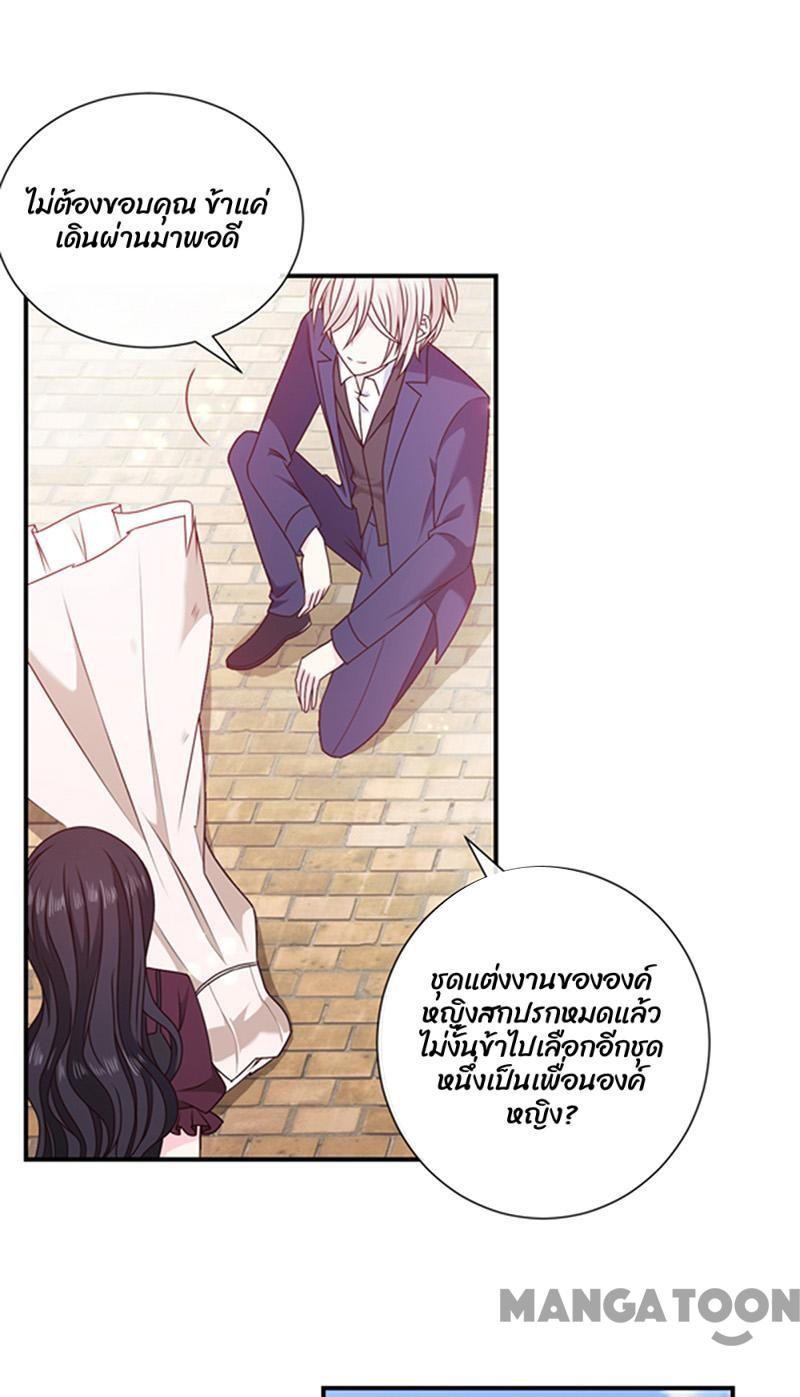 ไม่ต้องขอบคุณ ข้าแค่
เดินผ่านมาพอดี
ชุดแต่งงานขององค์
หญิงสกปรกหมดแล้ว
ไม่งั้นข้าไปเลือกอีกชุด
หนึ่งเป็นเพื่อนองค์
หญิง?
MANGATOON